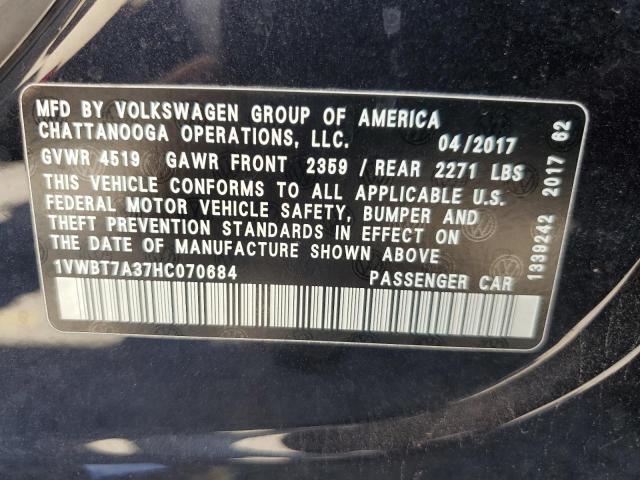 MFD BY VOLKSWAGEN GROUP OF AMERICA
CHATTANOOGA OPERATIONS, LLC. 04/2017
GVWR 4519 GAWR FRONT 2359 / REAR 2271 LBS
THIS VEHICLE CONFORMS TO ALL APPLICABLE U.S.
FEDERAL MOTOR VEHICLE SAFETY, BUMPER AND
THEFT PREVENTION STANDARDS IN EFFECT ON
THE DATE OF MANUFACTURE SHOWN ABOVE
1VWBT7A37HC070684 PASSENGER CAR
1339242 2017 62